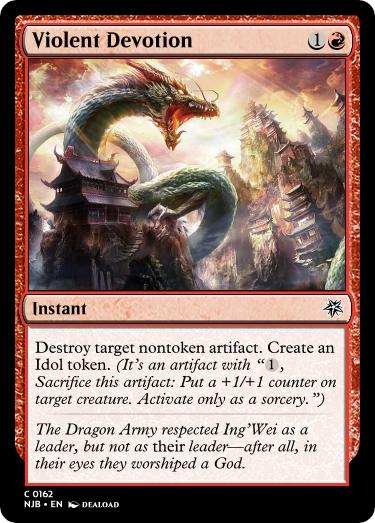 Violent Devotion 1
Instant
Destroy target nontoken artifact. Create an
Idol token. (It's an artifact with “1,
Sacrifice this artifact: Put a +1/+1 counter on
target creature. Activate only as a sorcery.”)
The Dragon Army respected Ing'Wei as a
leader, but not as their leader—after all, in
their eyes they worshiped a God.
C 0162
NJB • EN DEALOAD